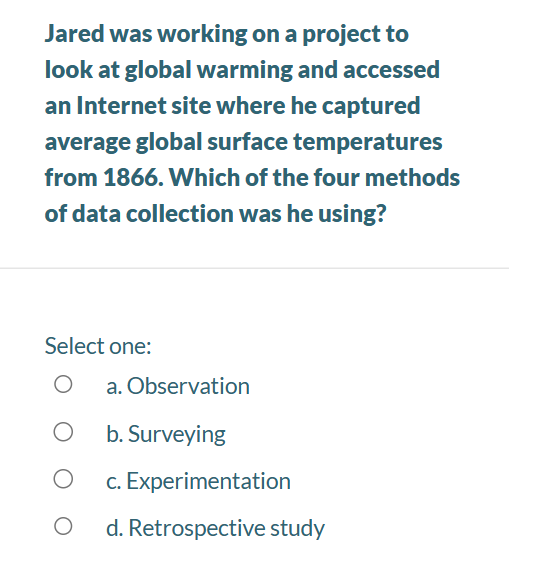 Jared was working on a project to
look at global warming and accessed
an Internet site where he captured
average global surface temperatures
from 1866. Which of the four methods
of data collection was he using?
Select one:
a. Observation
b. Surveying
c. Experimentation
d. Retrospective study